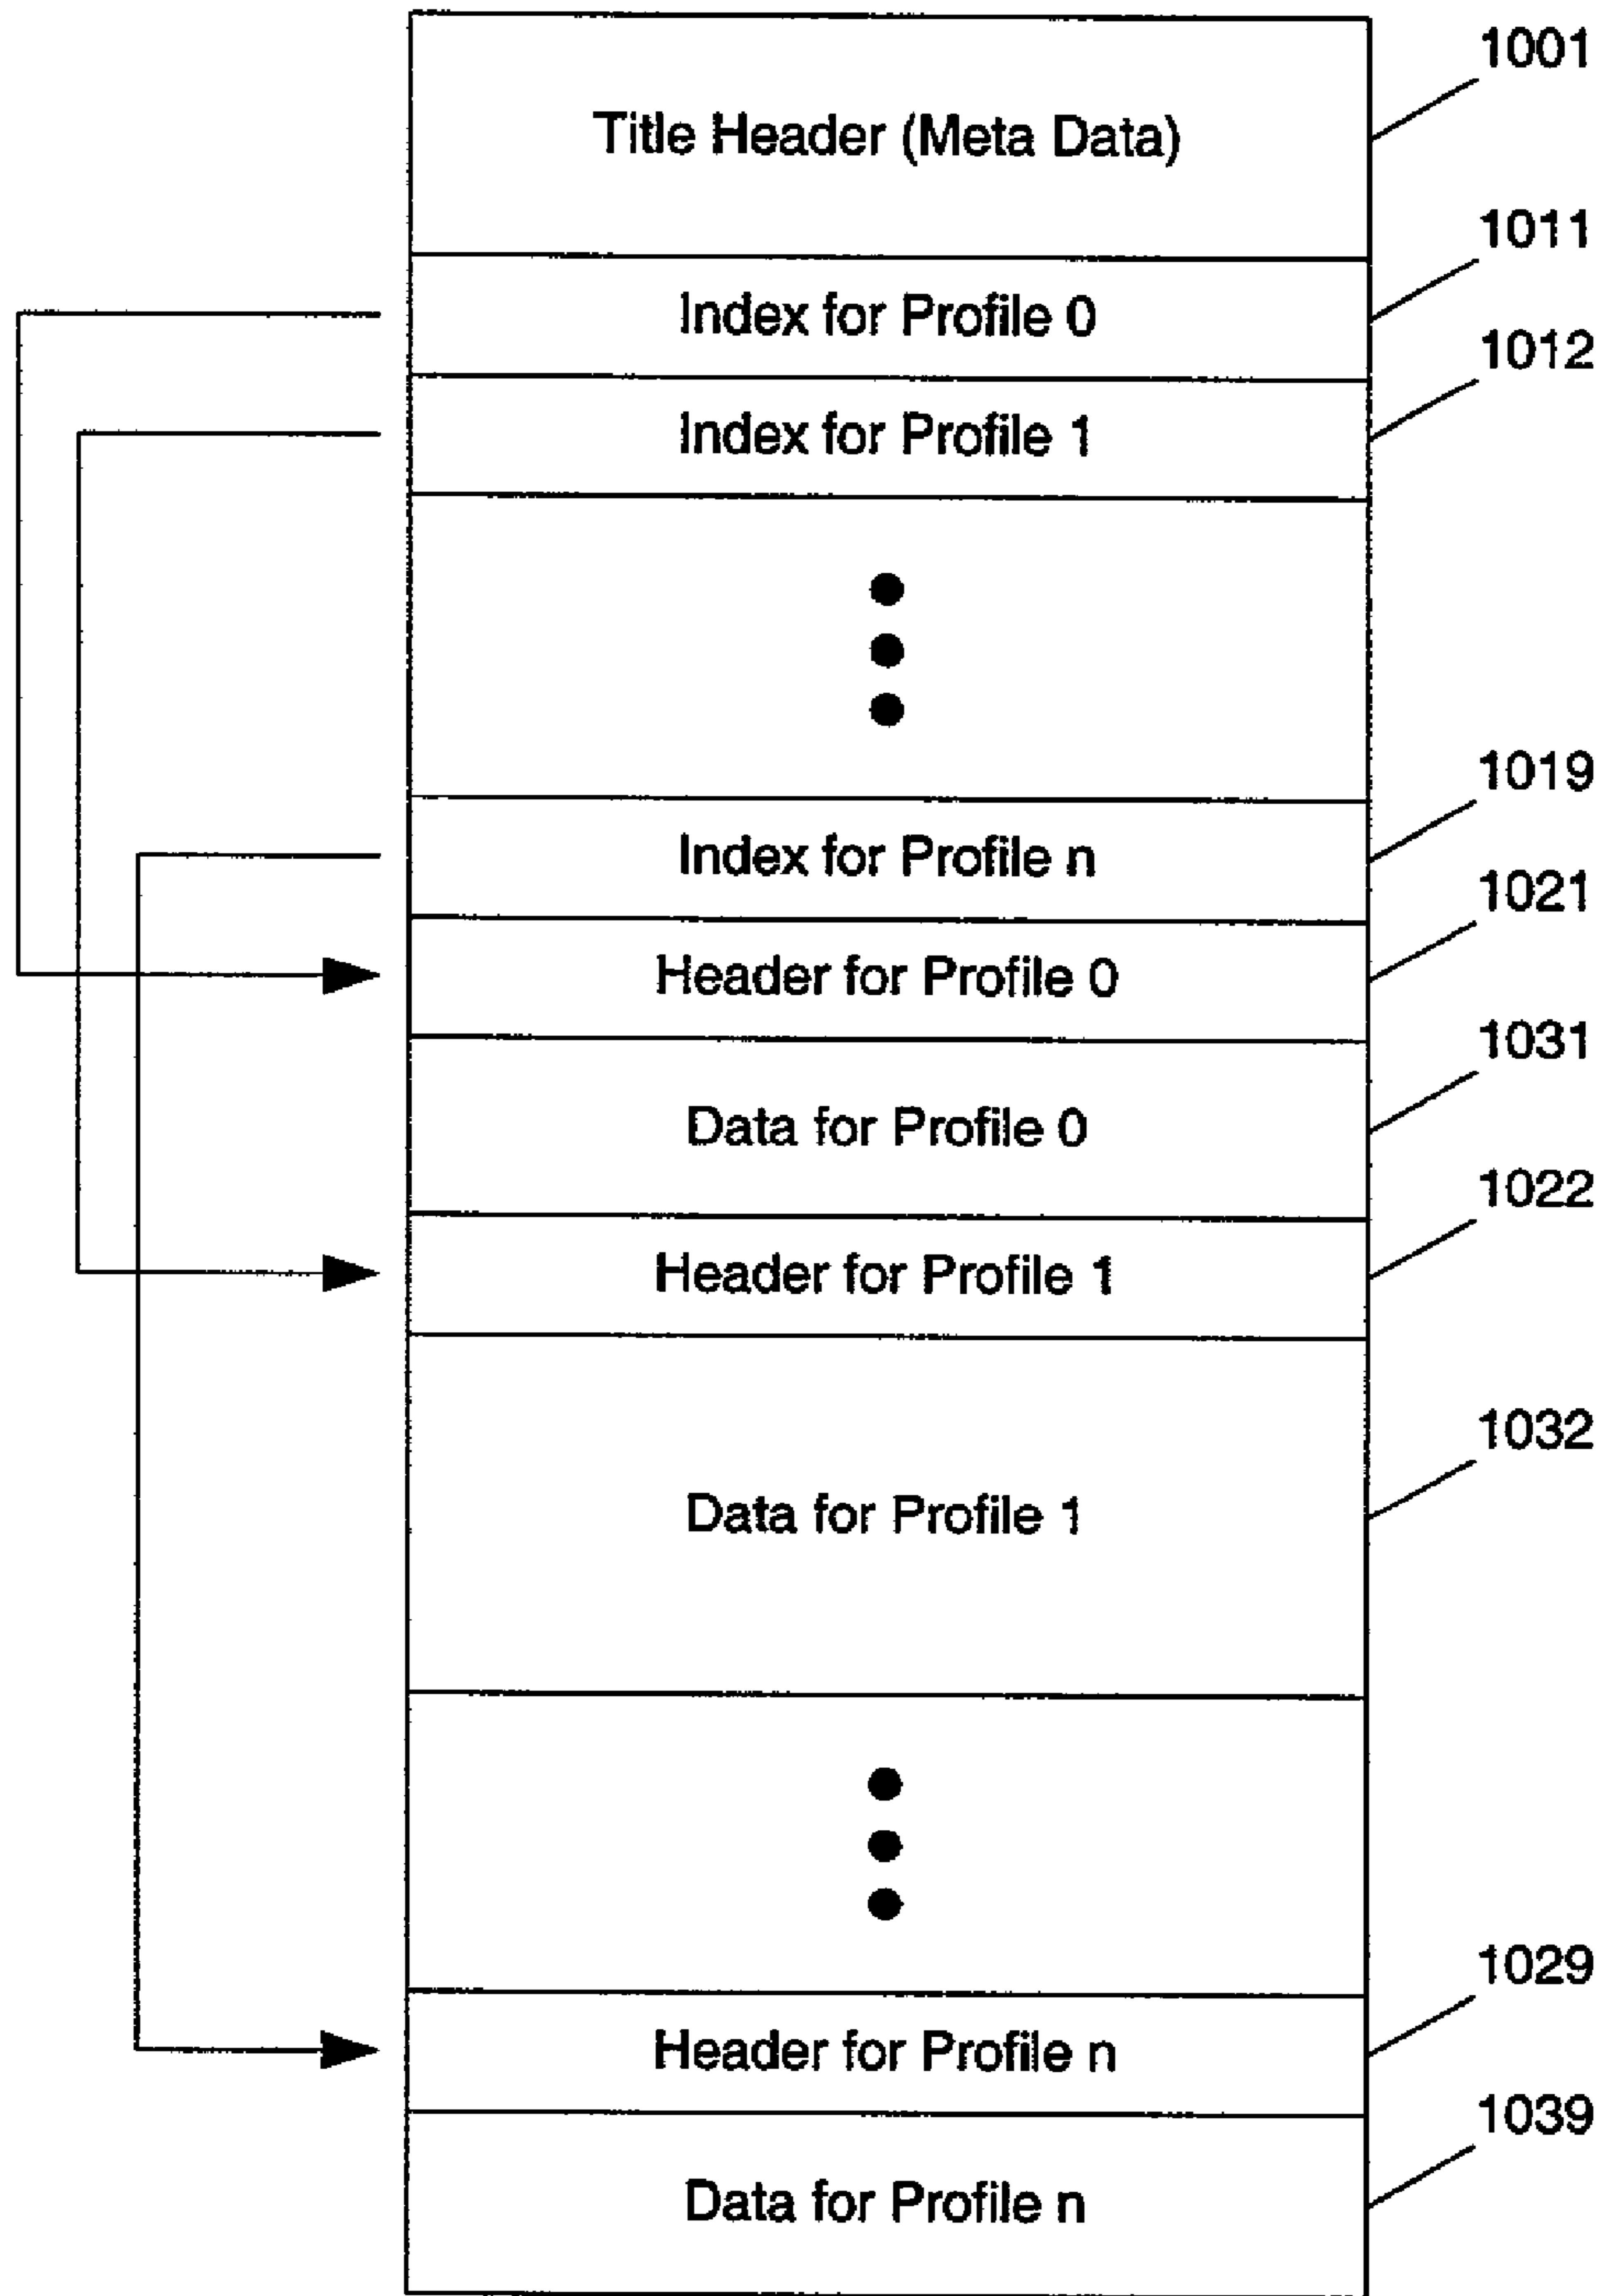 1001
Title Header (Meta Data)
1011
Index for Profile 0
1012
Index for Profile 1
1019
Index for Profile n
1021
Header for Profile 0
1031
Data for Profile 0
1022
Header for Profile 1
1032
Data for Profile 1
1029
Header for Profile n
1039
Data for Profile n